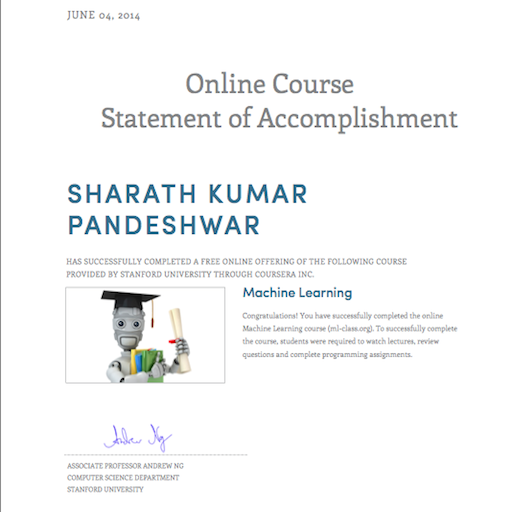 JUNE 04, 2014
Online Course
Statement of Accomplishment
SHARATH KUMAR
PANDESHWAR
HAS SUCCESSFULLY COMPLETED A FREE ONLINE OFFERING OF THE FOLLOWING COURSE
PROVIDED BY STANFORD UNIVERSITY THROUGH COURSERA INC.
Machine Learning
Congratulations! You have successfully completed the online
Machine Learning course (ml-class.org). To successfully complete
the course, students were required to watch lectures, review
questions and complete programming assignments.
Andrew Ng
ASSOCIATE PROFESSOR ANDREW NG
COMPUTER SCIENCE DEPARTMENT
STANFORD UNIVERSITY